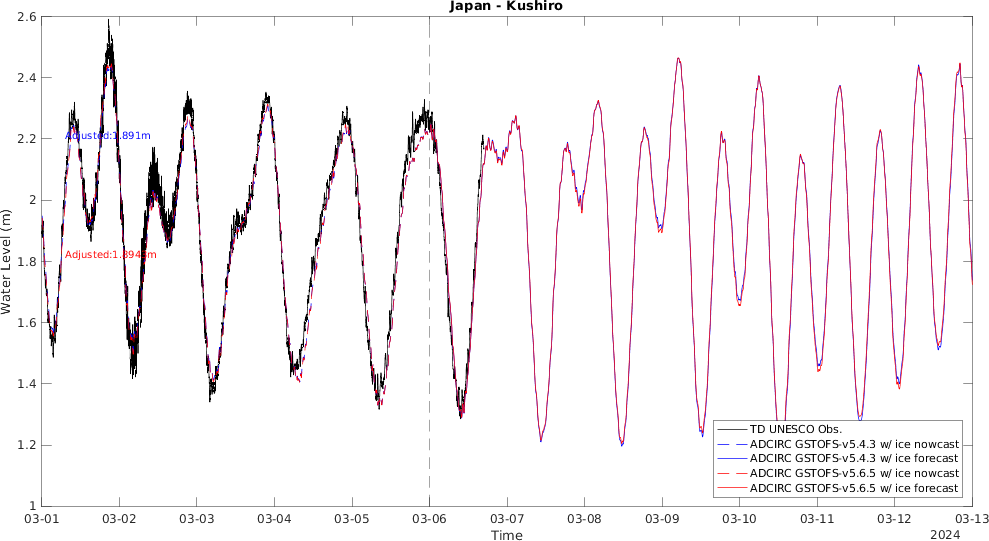 Japan - Kushiro
2.6
2.4
2.2
2
1.8
1.6
1.4
1.2
1
Water Level (m)
Adjusted:1.891m
Adjusted:1.8943m
TD UNESCO Obs.
ADCIRC GSTOFS-v5.4.3 w/ ice nowcast
ADCIRC GSTOFS-v5.4.3 w/ ice forecast
ADCIRC GSTOFS-v5.6.5 w/ ice nowcast
ADCIRC GSTOFS-v5.6.5 w/ ice forecast
03-01 03-02 03-03 03-04 03-05 03-06 03-07 03-08 03-09 03-10 03-11 03-12 03-13
Time
2024